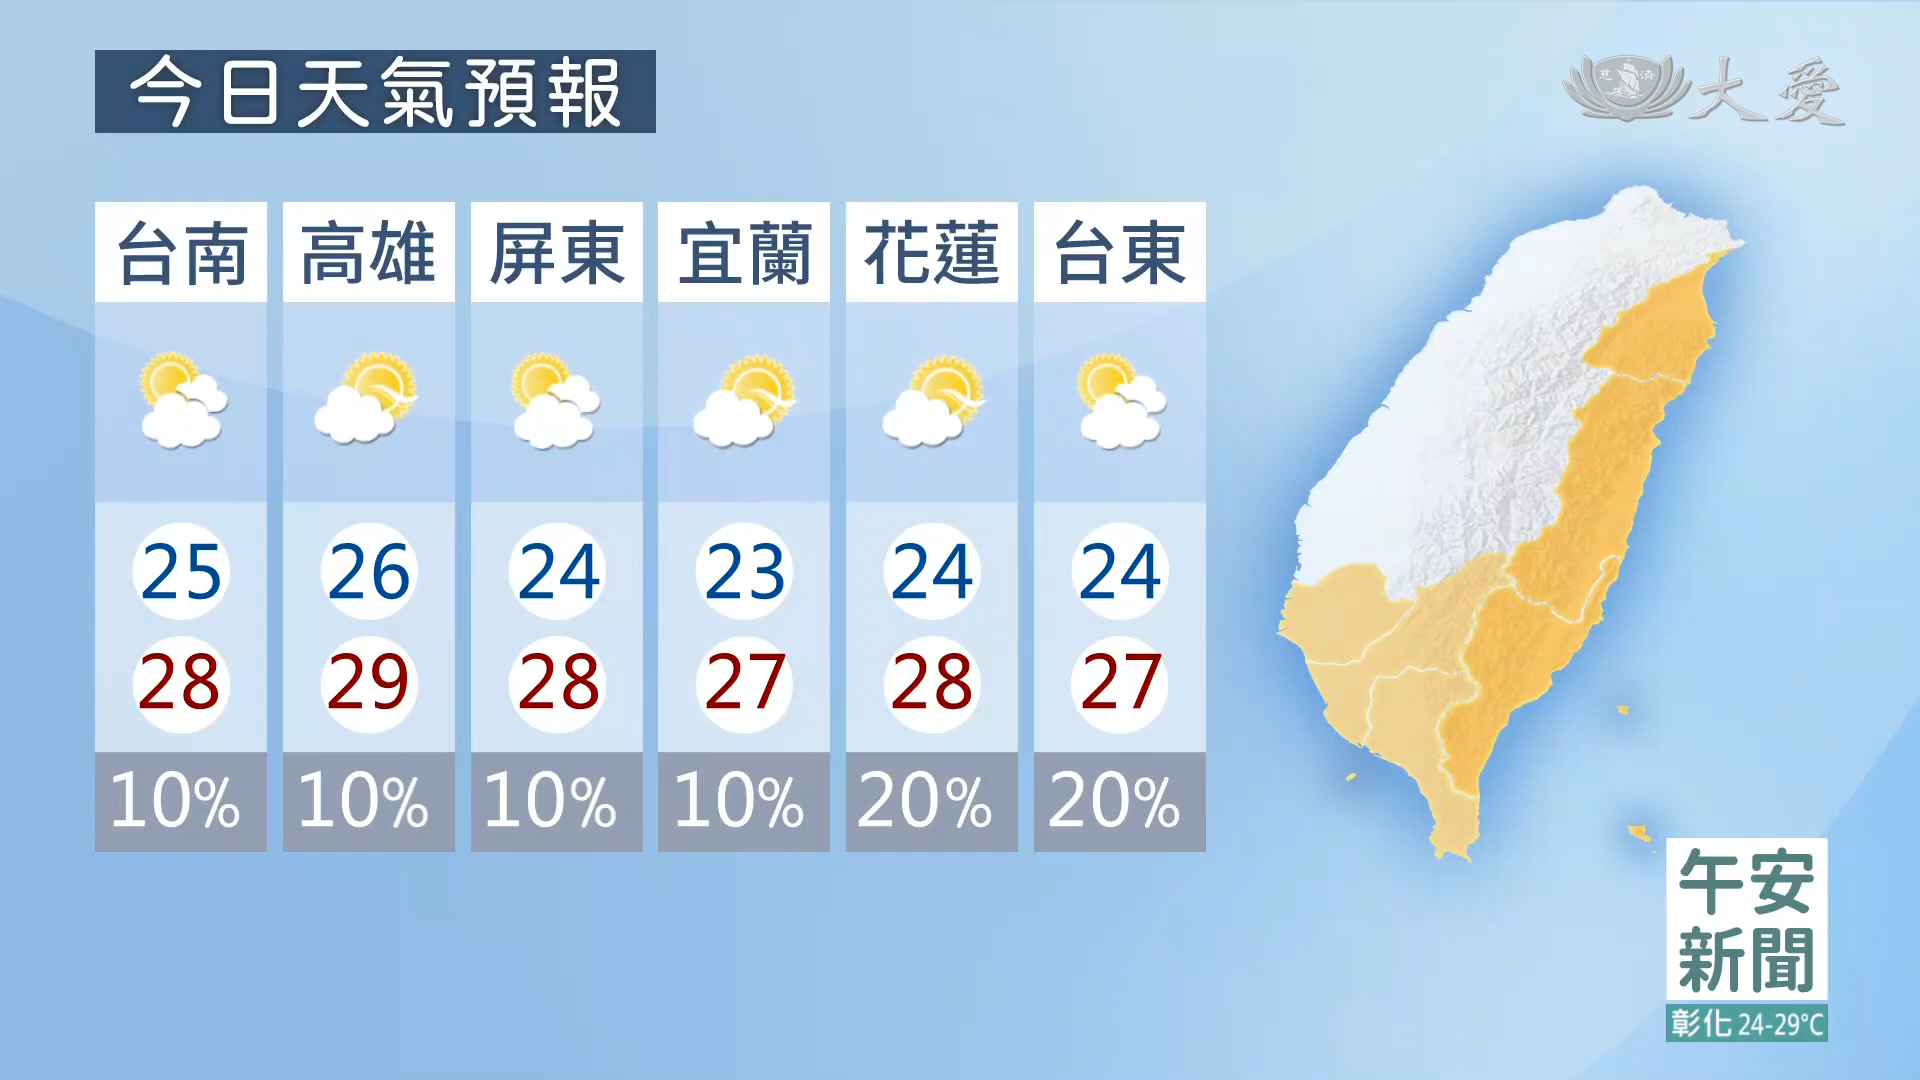 今日天氣預報
慈濟
大愛
台南 高雄 屏東 宜蘭 花蓮 台東
25 26 24 23 24 24
28 29 28 27 28 27
10% 10% 10% 10% 20% 20%
午安
新聞
彰化 24-29°C